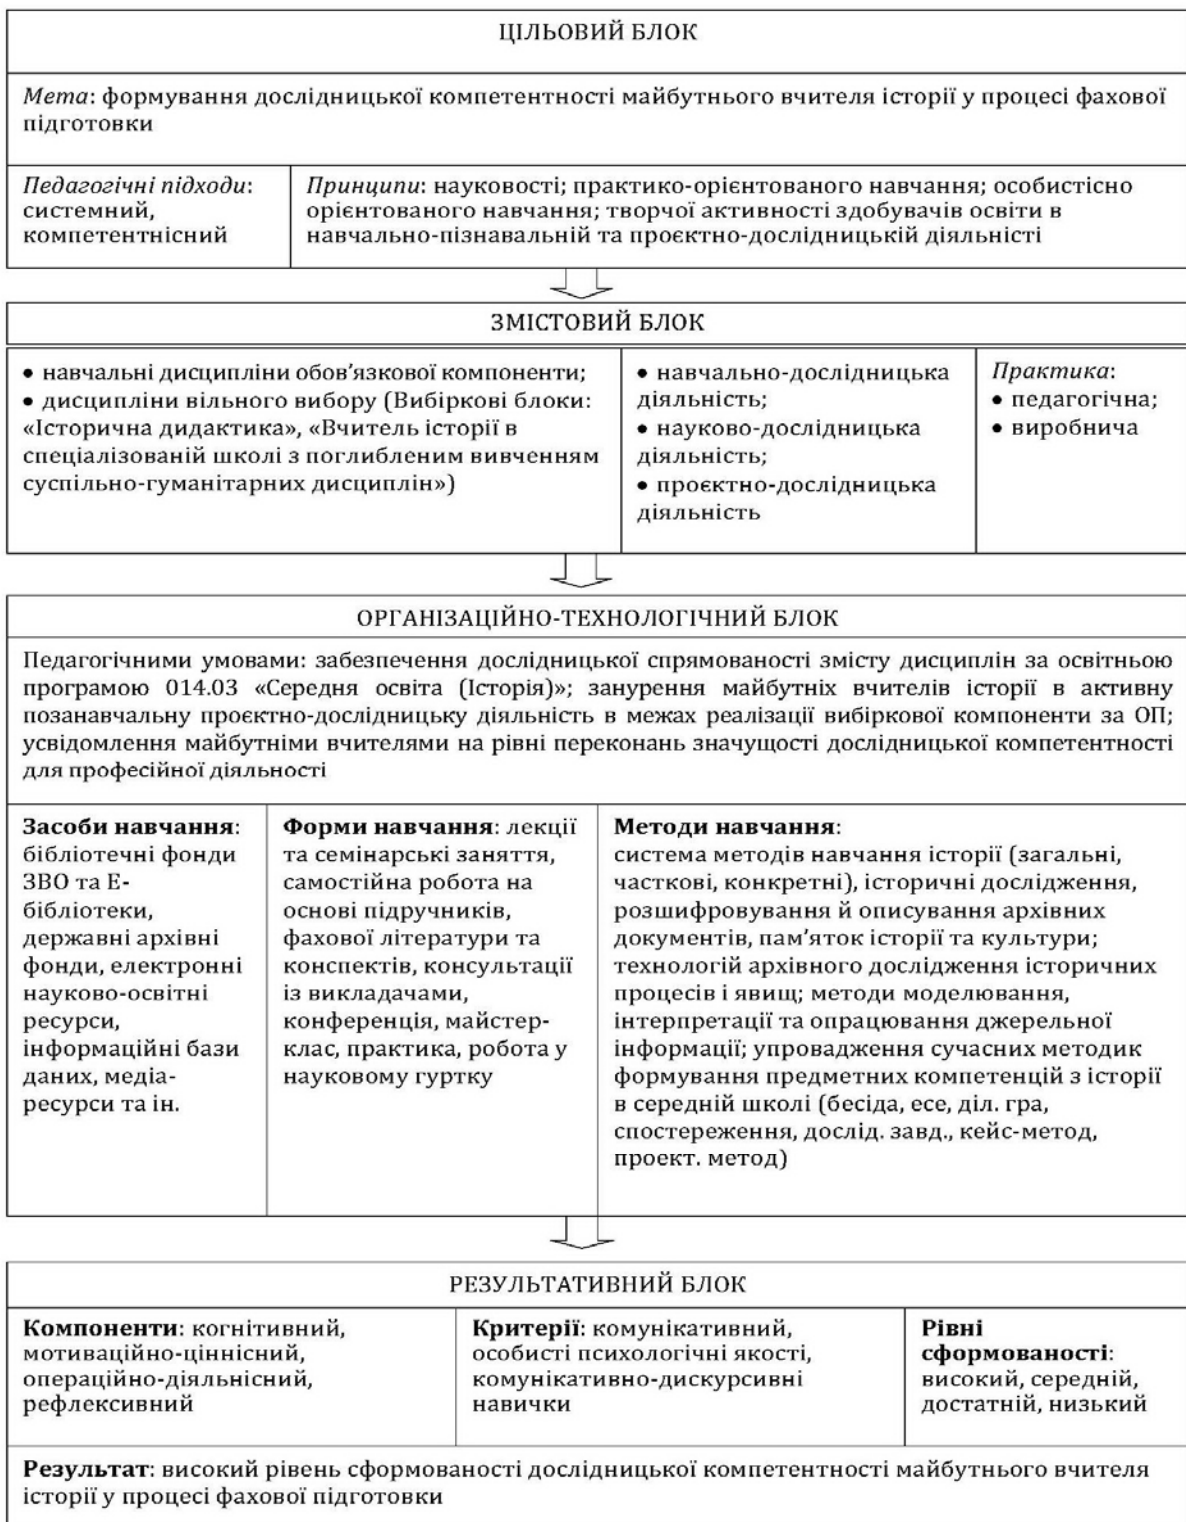 ЦІЛЬОВИЙ БЛОК
Мета: формування дослідницької компетентності майбутнього вчителя історії у процесі фахової
підготовки
Педагогічні підходи:
системний,
компетентнісний
Принципи: науковості; практико-орієнтованого навчання; особистісно
орієнтованого навчання; творчої активності здобувачів освіти в
навчально-пізнавальній та проєктно-дослідницькій діяльності
ЗМІСТОВИЙ БЛОК
• навчальні дисципліни обов’язкової компоненти;
• дисципліни вільного вибору (Вибіркові блоки:
«Історична дидактика», «Вчитель історії в
спеціалізованій школі з поглибленим вивченням
суспільно-гуманітарних дисциплін»)
• навчально-дослідницька
діяльність;
• науково-дослідницька
діяльність;
• проєктно-дослідницька
діяльність
Практика:
• педагогічна;
• виробнича
ОРГАНІЗАЦІЙНО-ТЕХНОЛОГІЧНИЙ БЛОК
Педагогічними умовами: забезпечення дослідницької спрямованості змісту дисциплін за освітньою
програмою 014.03 «Середня освіта (Історія)»; занурення майбутніх вчителів історії в активну
позанавчальну проєктно-дослідницьку діяльність в межах реалізації вибіркової компоненти за ОП;
усвідомлення майбутніми вчителями на рівні переконань значущості дослідницької компетентності
для професійної діяльності
Засоби навчання:
бібліотечні фонди
ЗВО та Е-
бібліотеки,
державні архівні
фонди, електронні
науково-освітні
ресурси,
інформаційні бази
даних, медіа-
ресурси та ін.
Форми навчання: лекції
та семінарські заняття,
самостійна робота на
основі підручників,
фахової літератури та
конспектів, консультації
із викладачами,
конференція, майстер-
клас, практика, робота у
науковому гуртку
Методи навчання:
система методів навчання історії (загальні,
часткові, конкретні), історичні дослідження,
розшифровування й описування архівних
документів, пам’яток історії та культури;
технологій архівного дослідження історичних
процесів і явищ; методи моделювання,
інтерпретації та опрацювання джерельної
інформації; упровадження сучасних методик
формування предметних компетенцій з історії
в середній школі (бесіда, есе, діл. гра,
спостереження, дослід. завд., кейс-метод,
проект. метод)
РЕЗУЛЬТАТИВНИЙ БЛОК
Компоненти: когнітивний,
мотиваційно-ціннісний,
операційно-діяльнісний,
рефлексивний
Критерії: комунікативний,
особисті психологічні якості,
комунікативно-дискурсивні
навички
Рівні
сформованості:
високий, середній,
достатній, низький
Результат: високий рівень сформованості дослідницької компетентності майбутнього вчителя
історії у процесі фахової підготовки